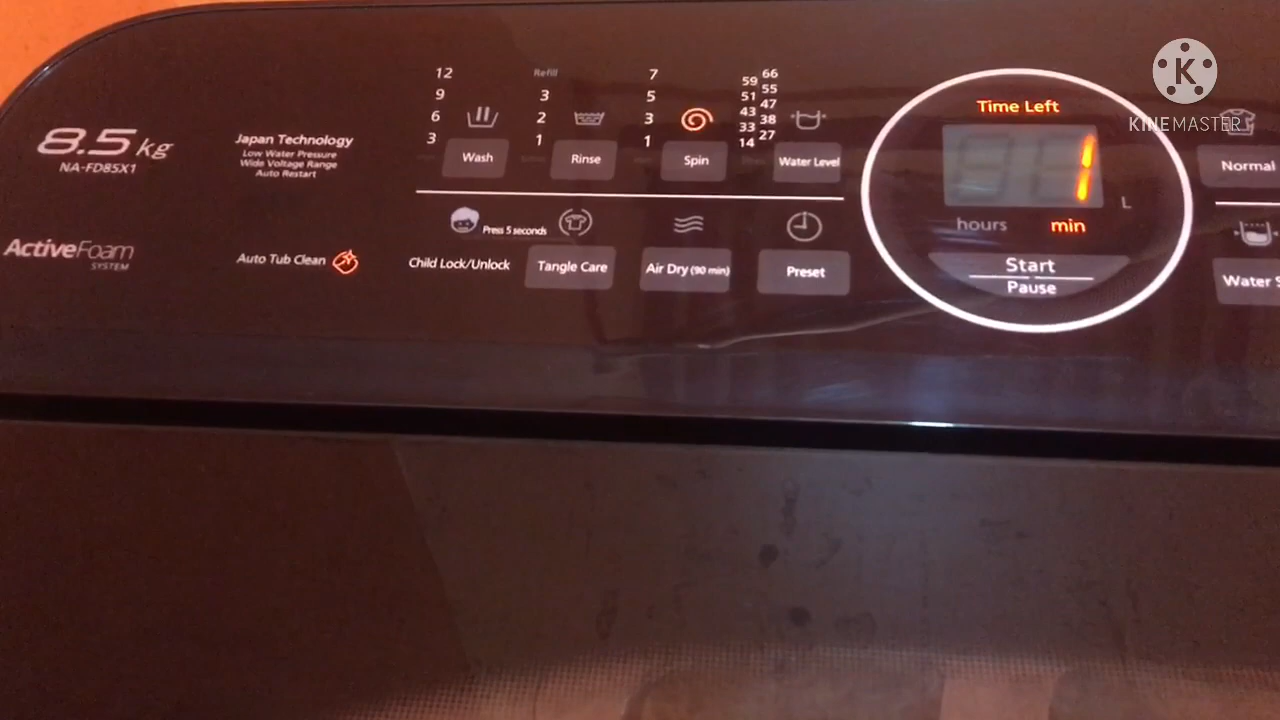 8.5 kg
NA-FD85X1
Japan Technology
Low Water Pressure
Wide Voltage Range
Auto Restart
ActiveFoam
SYSTEM
Auto Tub Clean
12
9
6
3
Wash
Refill
3
2
1
Rinse
7
5
3
1
Spin
66
59
55
51
47
43
38
33
27
14
Water Level
Press 5 seconds
Child Lock/Unlock
Tangle Care
Air Dry (90 min)
Preset
Time Left
1
L
hours
min
Start
Pause
K
KINEMASTER
Normal
Water S